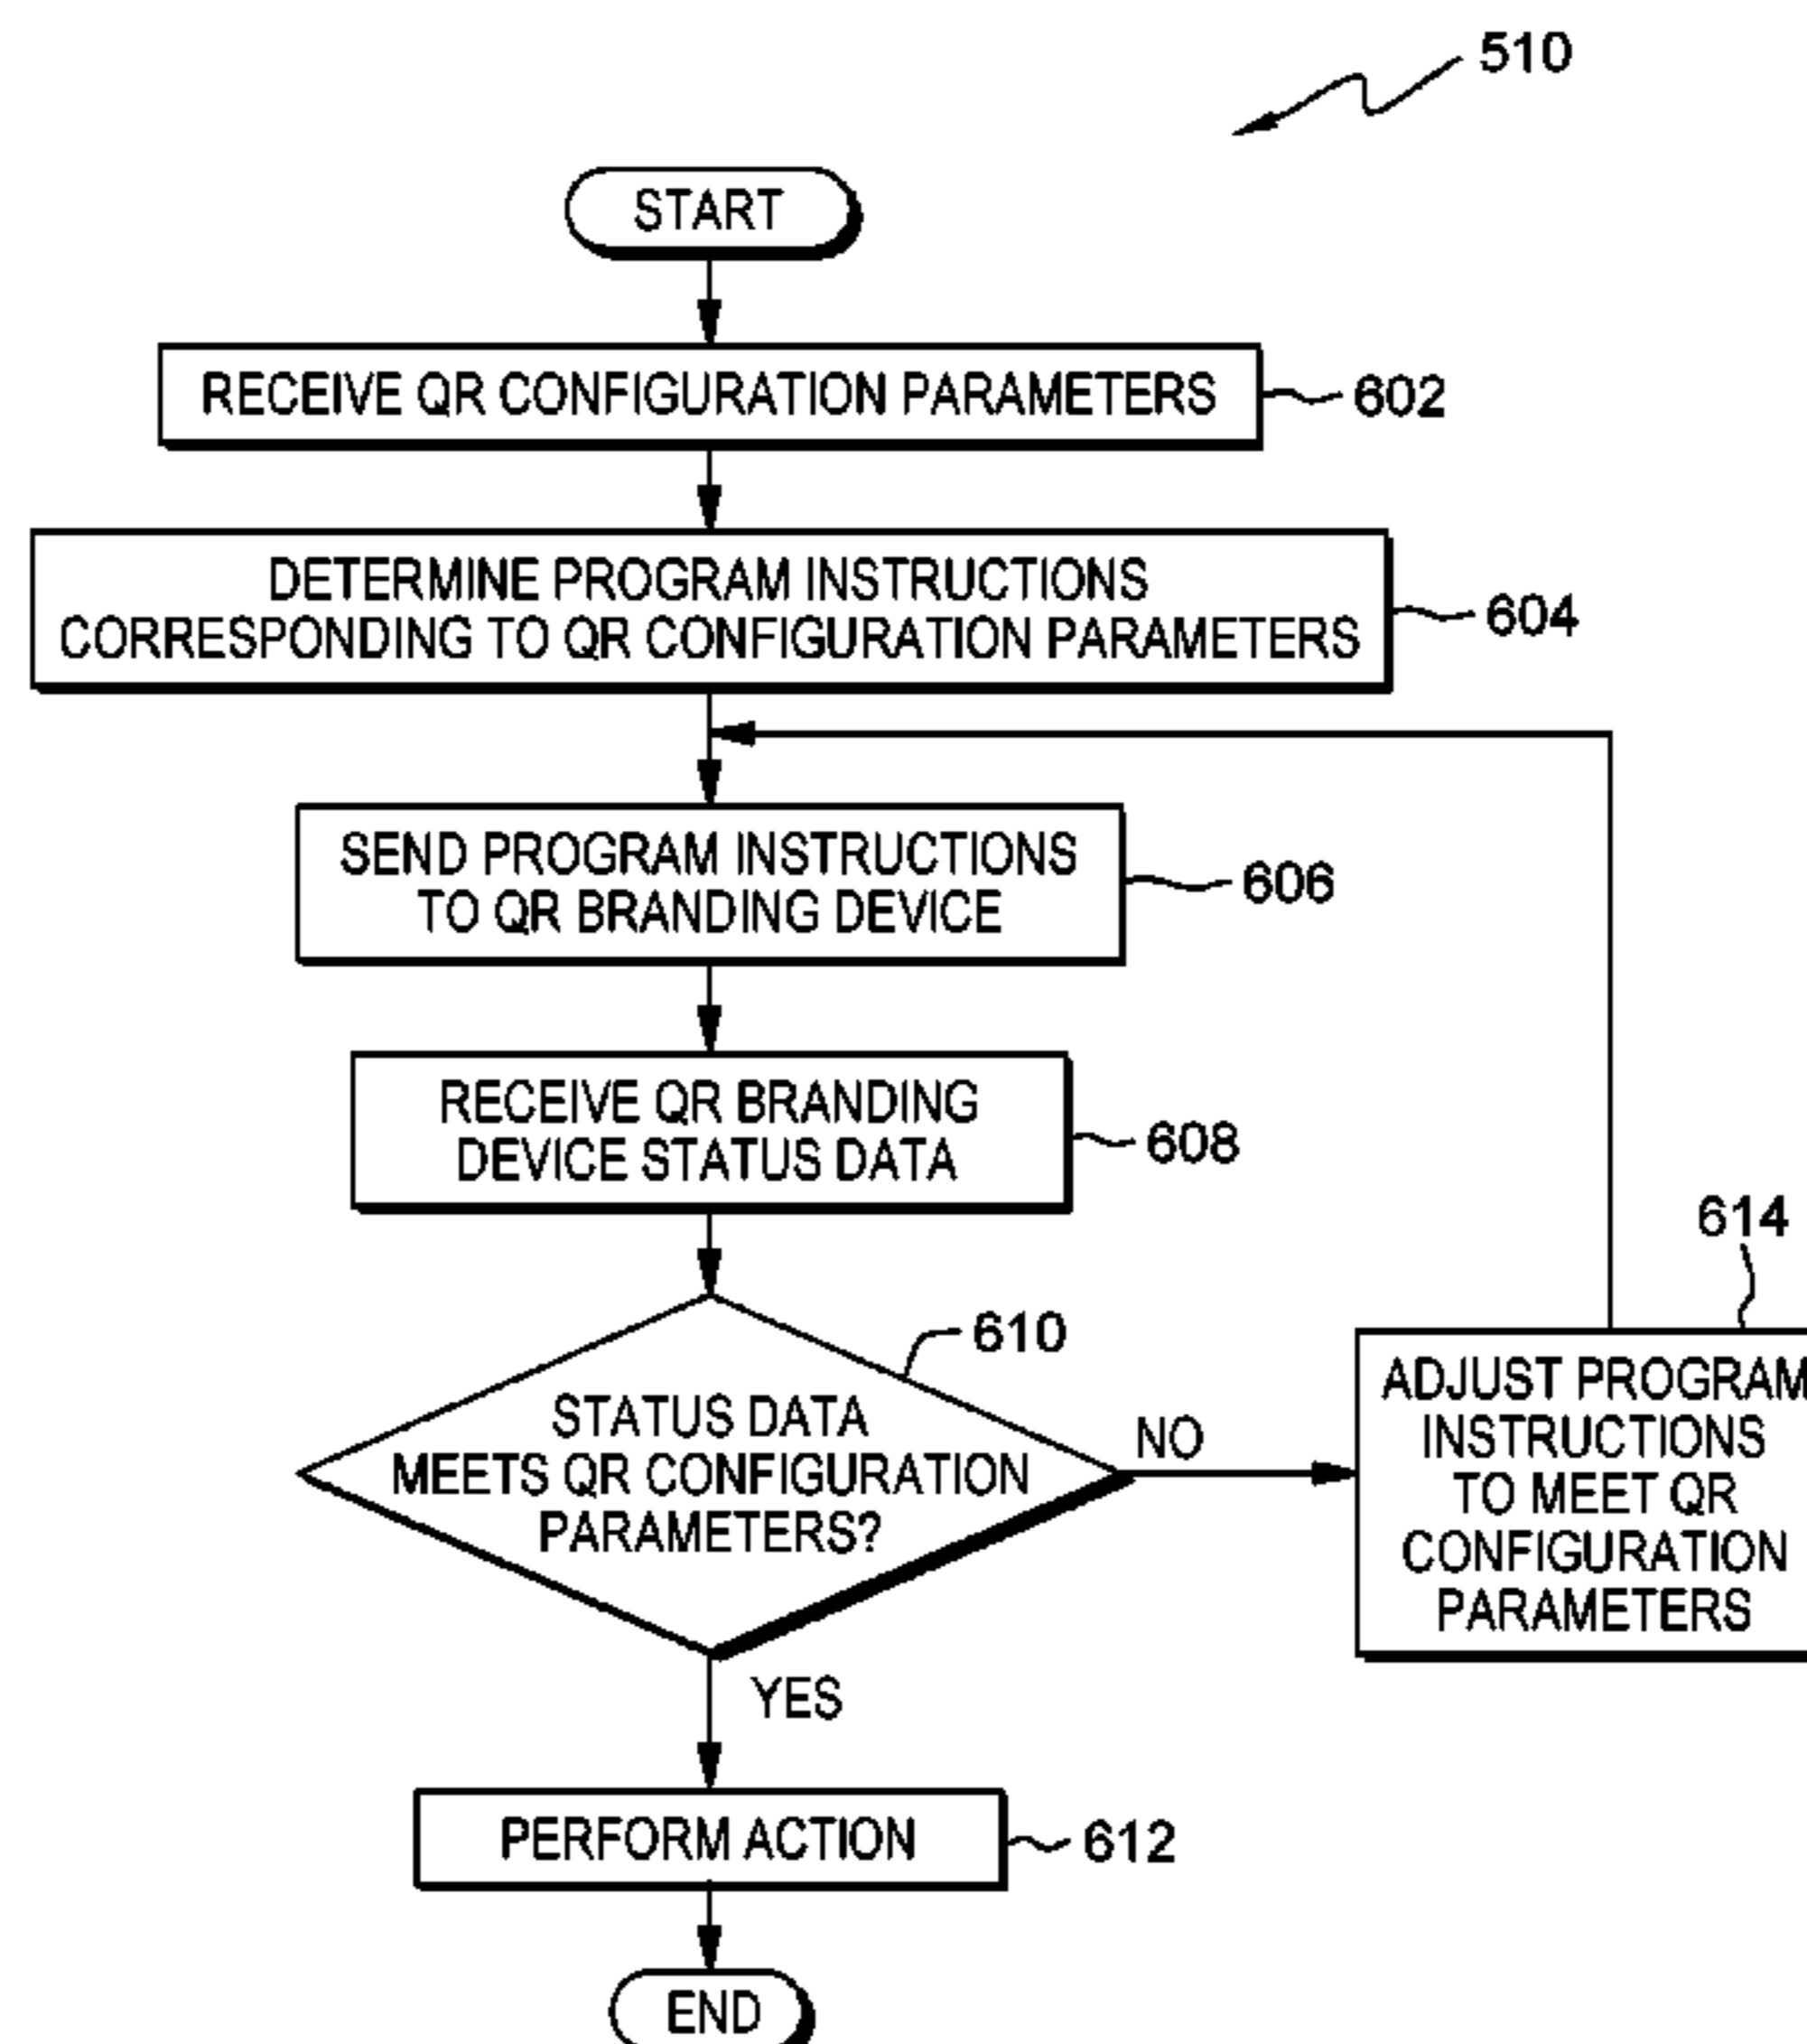 510
START
RECEIVE QR CONFIGURATION PARAMETERS
602
DETERMINE PROGRAM INSTRUCTIONS
CORRESPONDING TO QR CONFIGURATION PARAMETERS
604
SEND PROGRAM INSTRUCTIONS
TO QR BRANDING DEVICE
606
RECEIVE QR BRANDING
DEVICE STATUS DATA
608
610
STATUS DATA
MEETS QR CONFIGURATION
PARAMETERS?
NO
614
ADJUST PROGRAM
INSTRUCTIONS
TO MEET QR
CONFIGURATION
PARAMETERS
YES
PERFORM ACTION
612
END